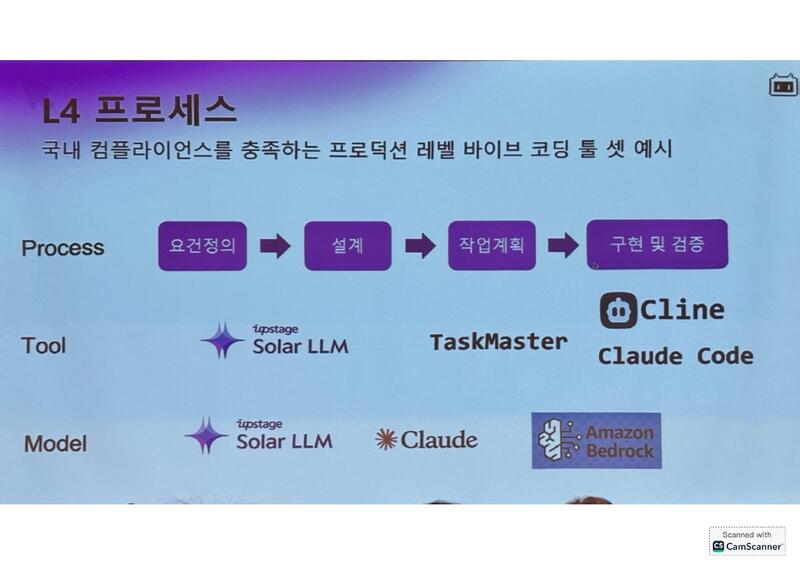 L4 프로세스
국내 컴플라이언스를 충족하는 프로덕션 레벨 바이브 코딩 툴 셋 예시
Process 요건정의 설계 작업계획 구현 및 검증
Tool upstage Solar LLM TaskMaster Cline Claude Code
Model upstage Solar LLM Claude Amazon Bedrock
Scanned with
CS CamScanner